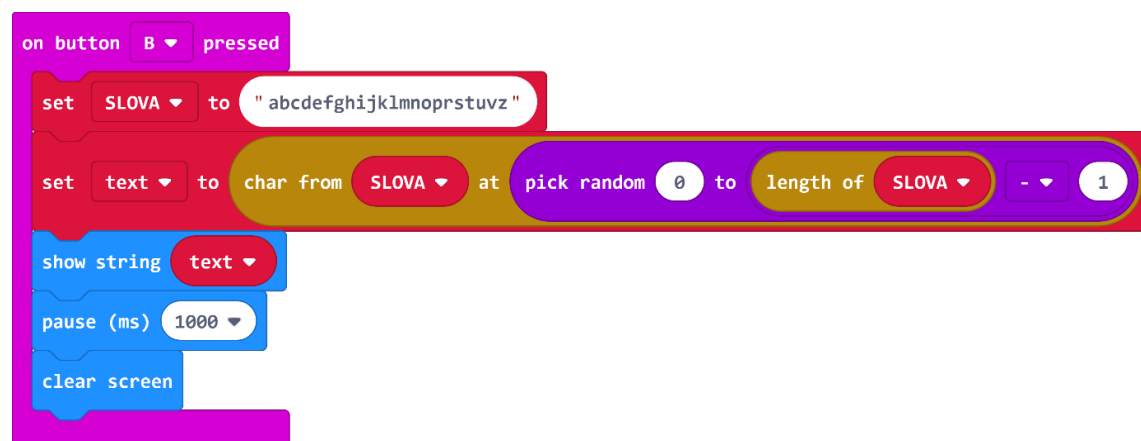 on button B pressed
set SLOVA to "abcdefghijklmnoprstuvz"
set text to char from SLOVA at pick random 0 to length of SLOVA - 1
show string text
pause (ms) 1000
clear screen